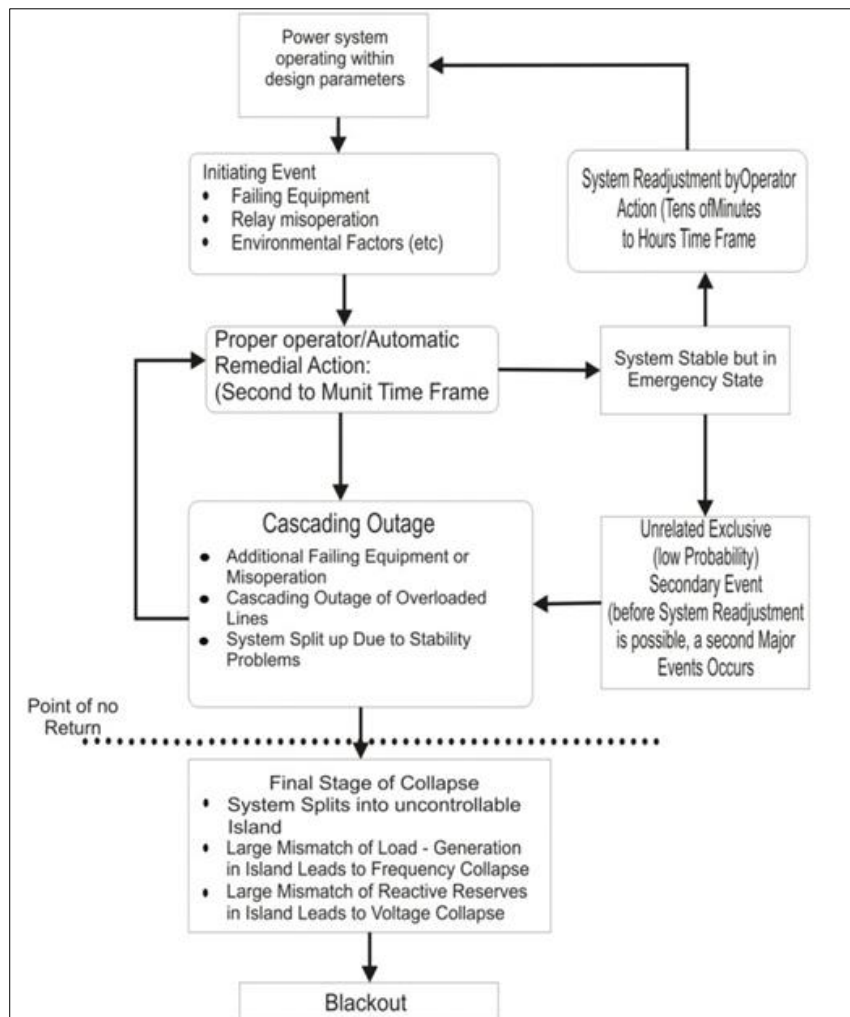 Power system
operating within
design parameters
Initiating Event
• Failing Equipment
• Relay misoperation
• Environmental Factors (etc)
System Readjustment byOperator
Action (Tens ofMinutes
to Hours Time Frame
Proper operator/Automatic
Remedial Action:
(Second to Munit Time Frame
System Stable but in
Emergency State
Cascading Outage
• Additional Failing Equipment or
Misoperation
• Cascading Outage of Overloaded
Lines
• System Split up Due to Stability
Problems
Unrelated Exclusive
(low Probability)
Secondary Event
(before System Readjustment
is possible, a second Major
Events Occurs
Point of no
Return
Final Stage of Collapse
• System Splits into uncontrollable
Island
• Large Mismatch of Load - Generation
in Island Leads to Frequency Collapse
• Large Mismatch of Reactive Reserves
in Island Leads to Voltage Collapse
Blackout